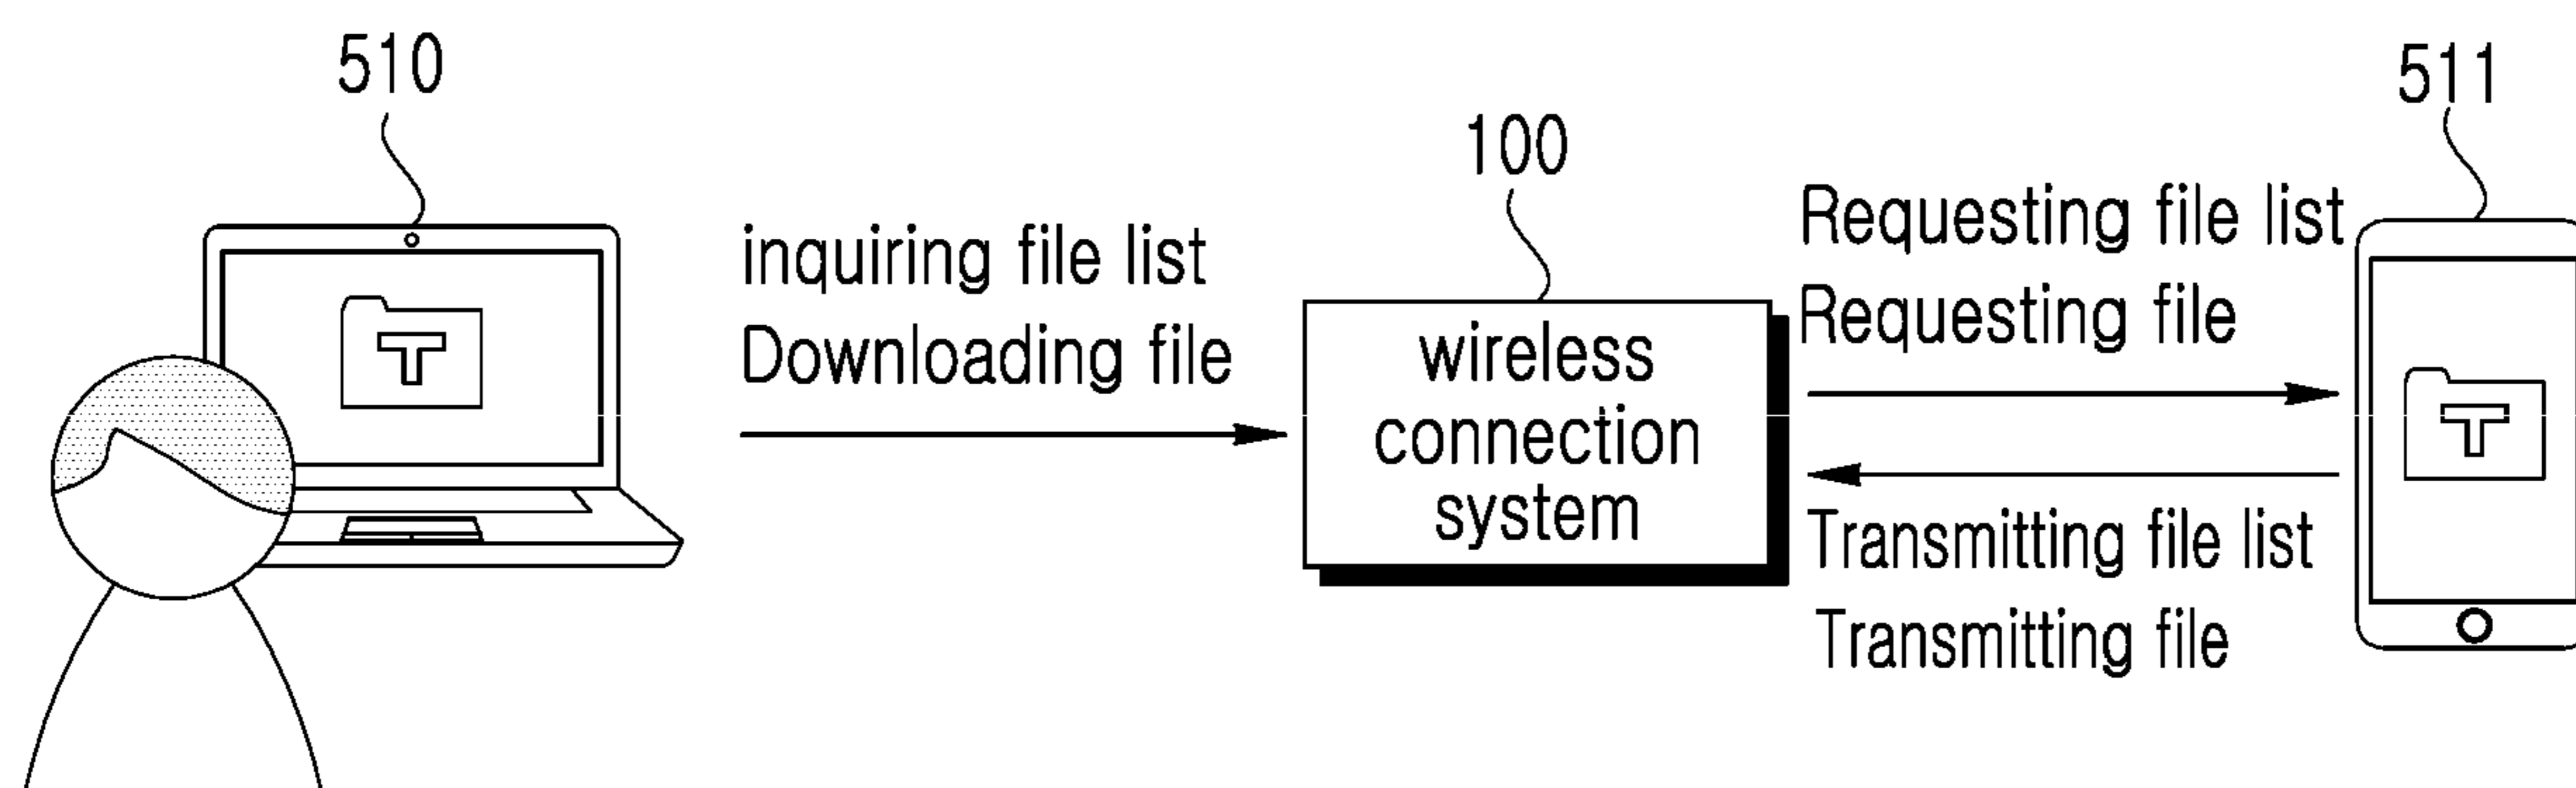 510
511
100
inquiring file list
Downloading file
wireless
connection
system
Requesting file list
Requesting file
Transmitting file list
Transmitting file
T
T